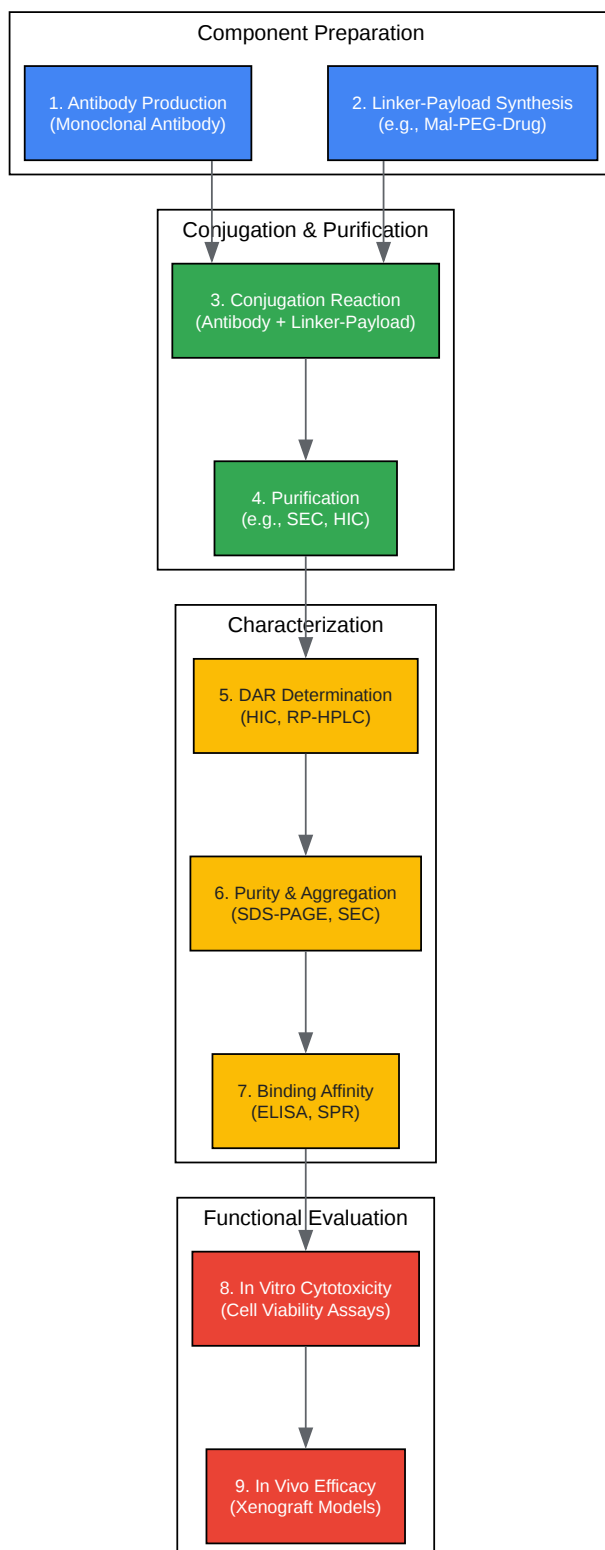 Component Preparation
1. Antibody Production
(Monoclonal Antibody)
2. Linker-Payload Synthesis
(e.g., Mal-PEG-Drug)
Conjugation & Purification
3. Conjugation Reaction
(Antibody + Linker-Payload)
4. Purification
(e.g., SEC, HIC)
Characterization
5. DAR Determination
(HIC, RP-HPLC)
6. Purity & Aggregation
(SDS-PAGE, SEC)
7. Binding Affinity
(ELISA, SPR)
Functional Evaluation
8. In Vitro Cytotoxicity
(Cell Viability Assays)
9. In Vivo Efficacy
(Xenograft Models)